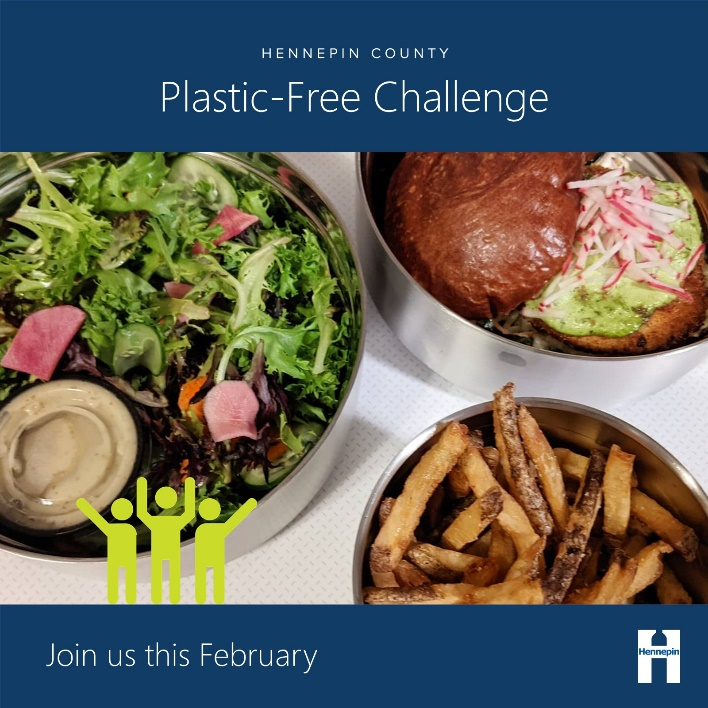 HENNEPIN COUNTY
Plastic-Free Challenge
Join us this February
Hennepin